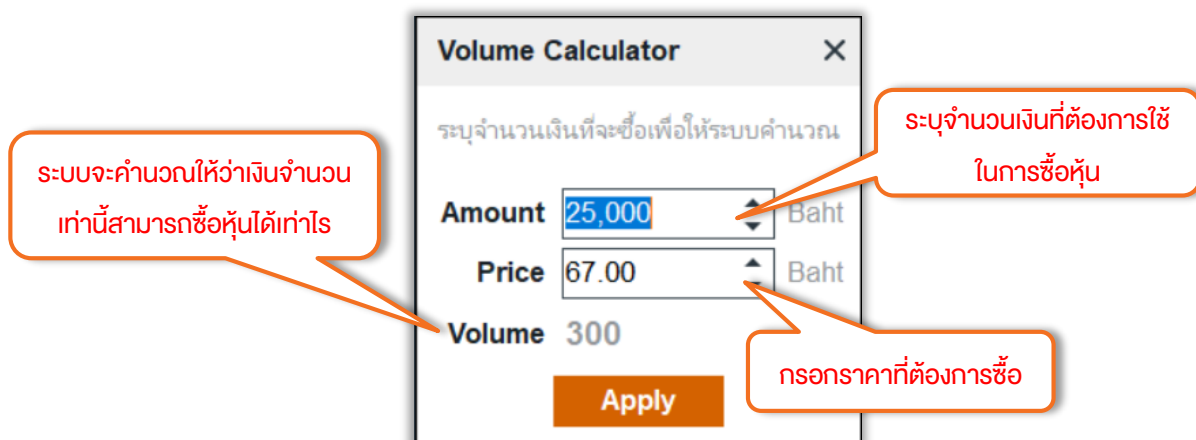 Volume Calculator
ระบุจำนวนเงินที่จะซื้อเพื่อให้ระบบคำนวณ
ระบุจำนวนเงินที่ต้องการใช้
ในการซื้อหุ้น
ระบบจะคำนวณให้ว่าเงินจำนวน
เท่านี้สามารถซื้อหุ้นได้เท่าไร
Amount 25,000 Baht
Price 67.00 Baht
Volume 300
กรอกราคาที่ต้องการซื้อ
Apply